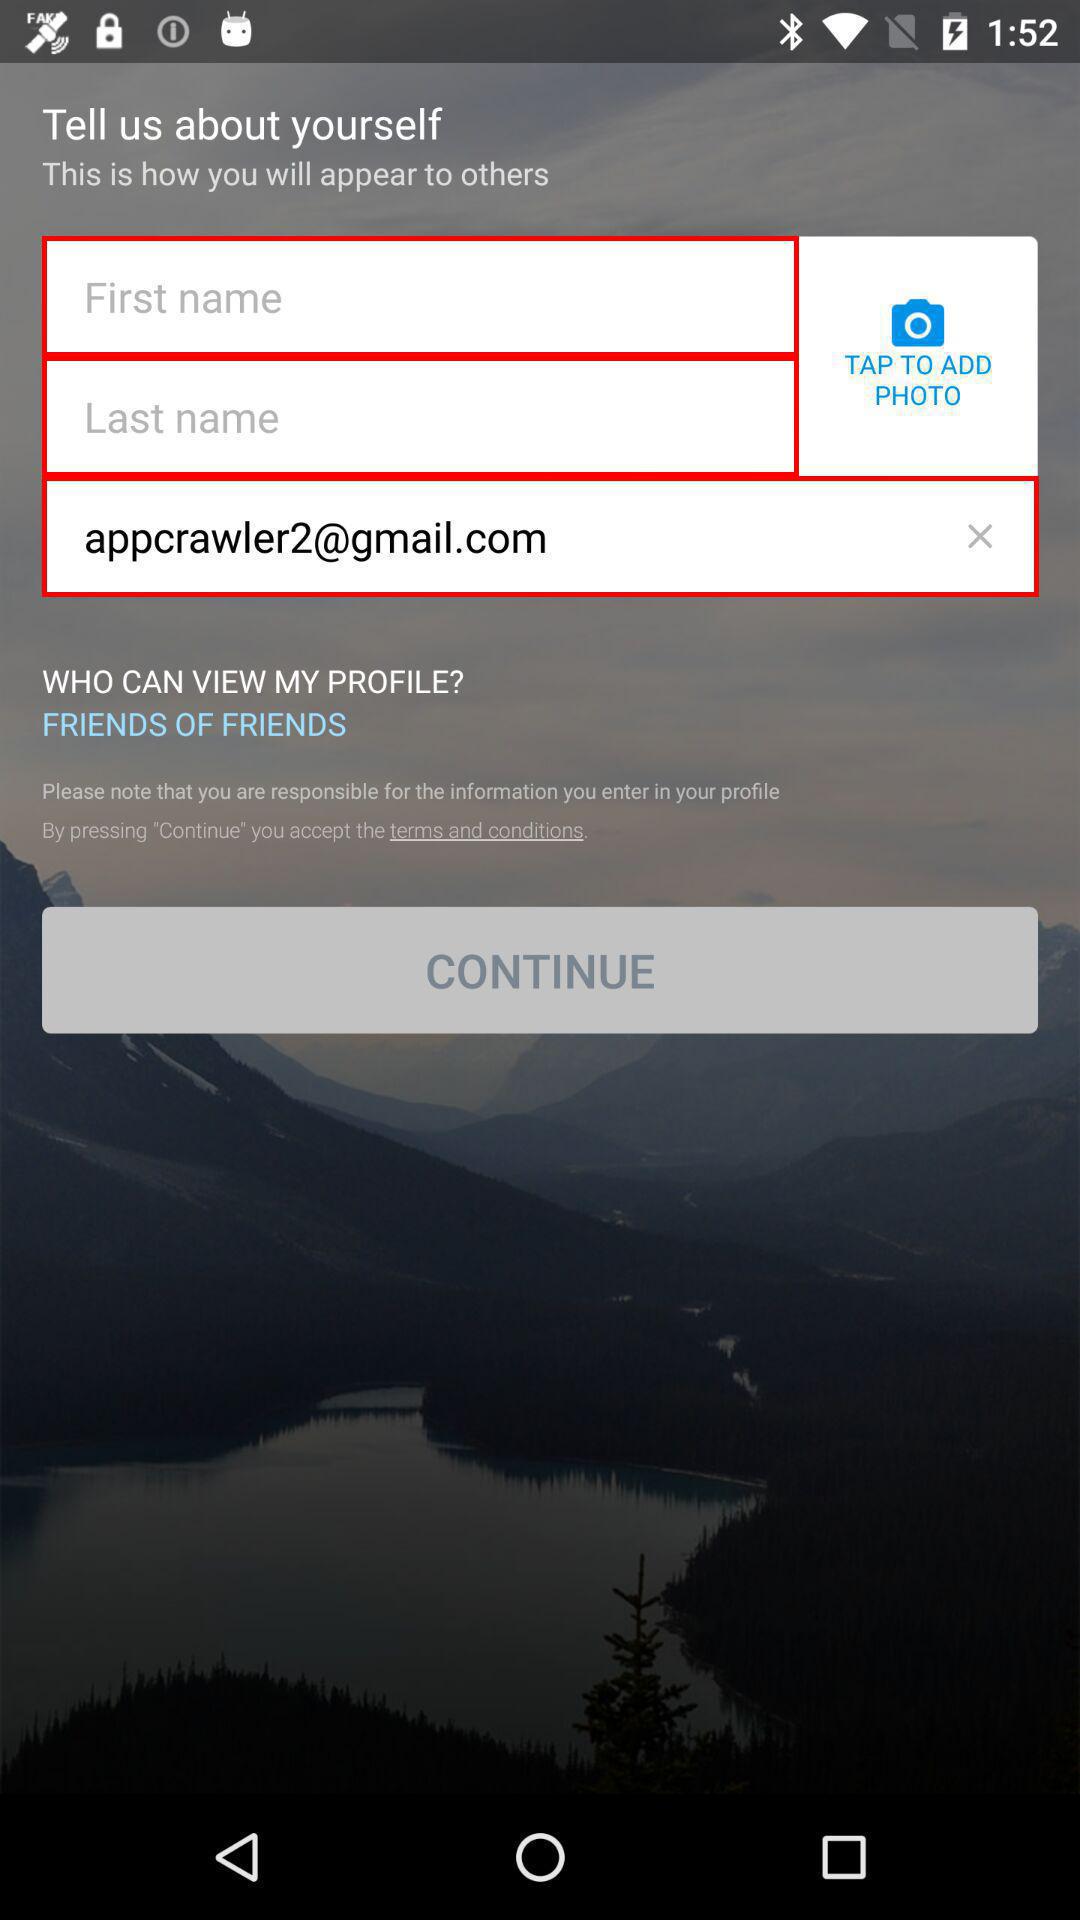 FAKE
1:52
Tell us about yourself
This is how you will appear to others
First name
TAP TO ADD
PHOTO
Last name
appcrawler2@gmail.com
WHO CAN VIEW MY PROFILE?
FRIENDS OF FRIENDS
Please note that you are responsible for the information you enter in your profile
By pressing "Continue" you accept the terms and conditions.
CONTINUE